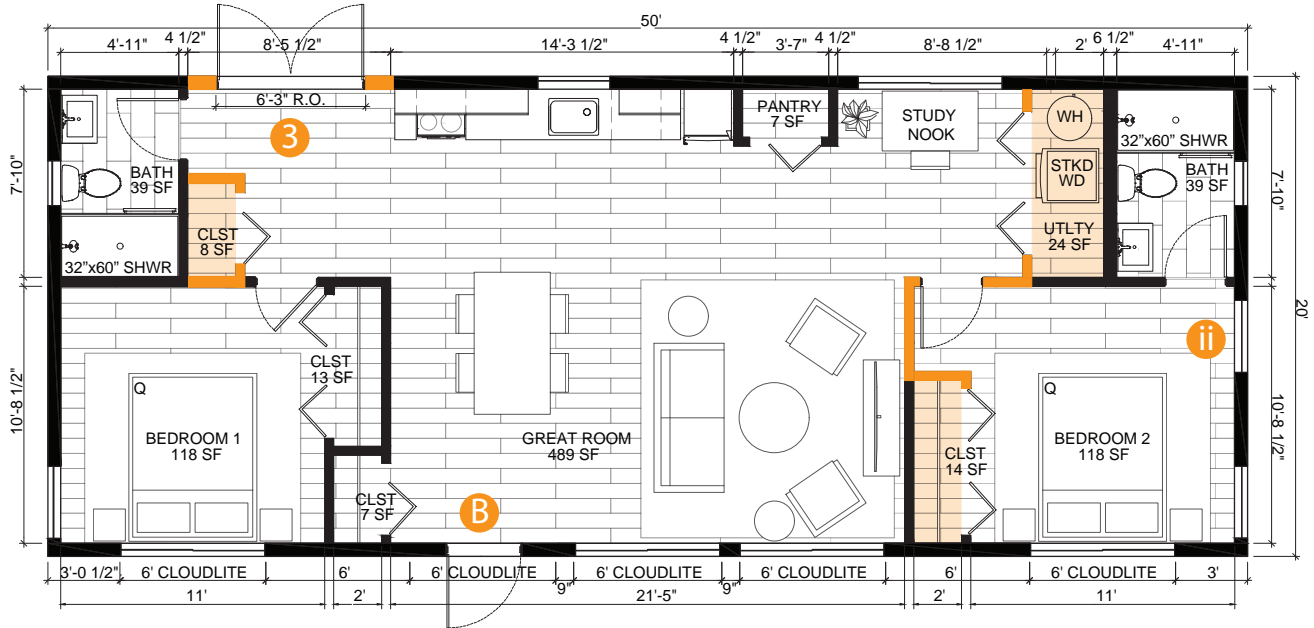 50'
4'-11"
4 1/2"
8'-5 1/2"
14'-3 1/2"
4 1/2"
3'-7"
4 1/2"
8'-8 1/2"
2'
6 1/2"
4'-11"
6'-3" R.O.
3
PANTRY
7 SF
STUDY
NOOK
WH
STKD
WD
UTLTY
24 SF
32"x60" SHWR
BATH
39 SF
BATH
39 SF
CLST
8 SF
32"x60" SHWR
7'-10"
7'-10"
20'
ii
CLST
13 SF
Q
BEDROOM 1
118 SF
GREAT ROOM
489 SF
Q
BEDROOM 2
118 SF
CLST
14 SF
CLST
7 SF
B
10'-8 1/2"
10'-8 1/2"
3'-0 1/2"
6' CLOUDLITE
6'
6' CLOUDLITE
9"
6' CLOUDLITE
9"
6' CLOUDLITE
6'
6' CLOUDLITE
3'
11'
2'
21'-5"
2'
11'